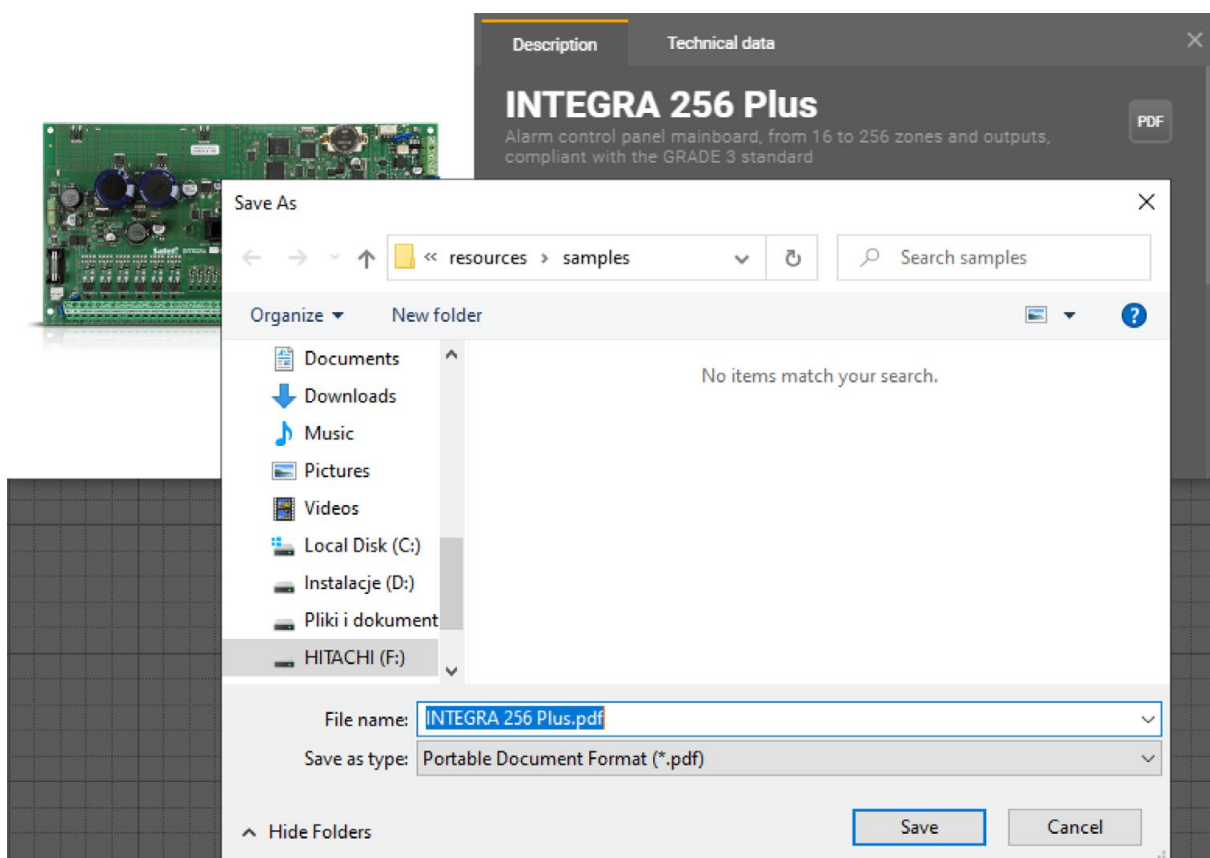 Description
Technical data
INTEGRA 256 Plus
PDF
Alarm control panel mainboard, from 16 to 256 zones and outputs,
compliant with the GRADE 3 standard
Satel
INTEGRA
Save As
« resources › samples
Search samples
Organize
New folder
Documents
Downloads
Music
Pictures
Videos
Local Disk (C:)
Instalacje (D:)
Pliki i dokument
HITACHI (F:)
No items match your search.
File name:
INTEGRA 256 Plus.pdf
Save as type:
Portable Document Format (*.pdf)
Hide Folders
Save
Cancel